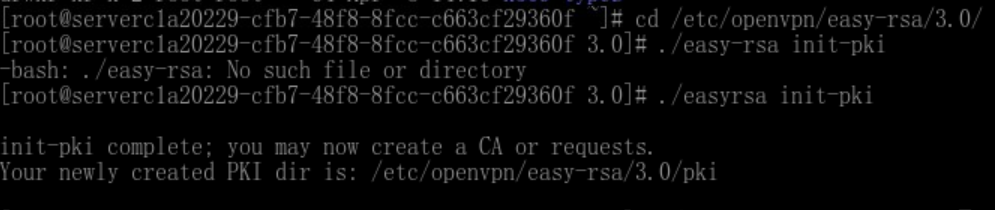 [root@serverc1a20229-cfb7-48f8-8fcc-c663cf29360f ~]# cd /etc/openvpn/easy-rsa/3.0/
[root@serverc1a20229-cfb7-48f8-8fcc-c663cf29360f 3.0]# ./easy-rsa init-pki
-bash: ./easy-rsa: No such file or directory
[root@serverc1a20229-cfb7-48f8-8fcc-c663cf29360f 3.0]# ./easyrsa init-pki
init-pki complete; you may now create a CA or requests.
Your newly created PKI dir is: /etc/openvpn/easy-rsa/3.0/pki